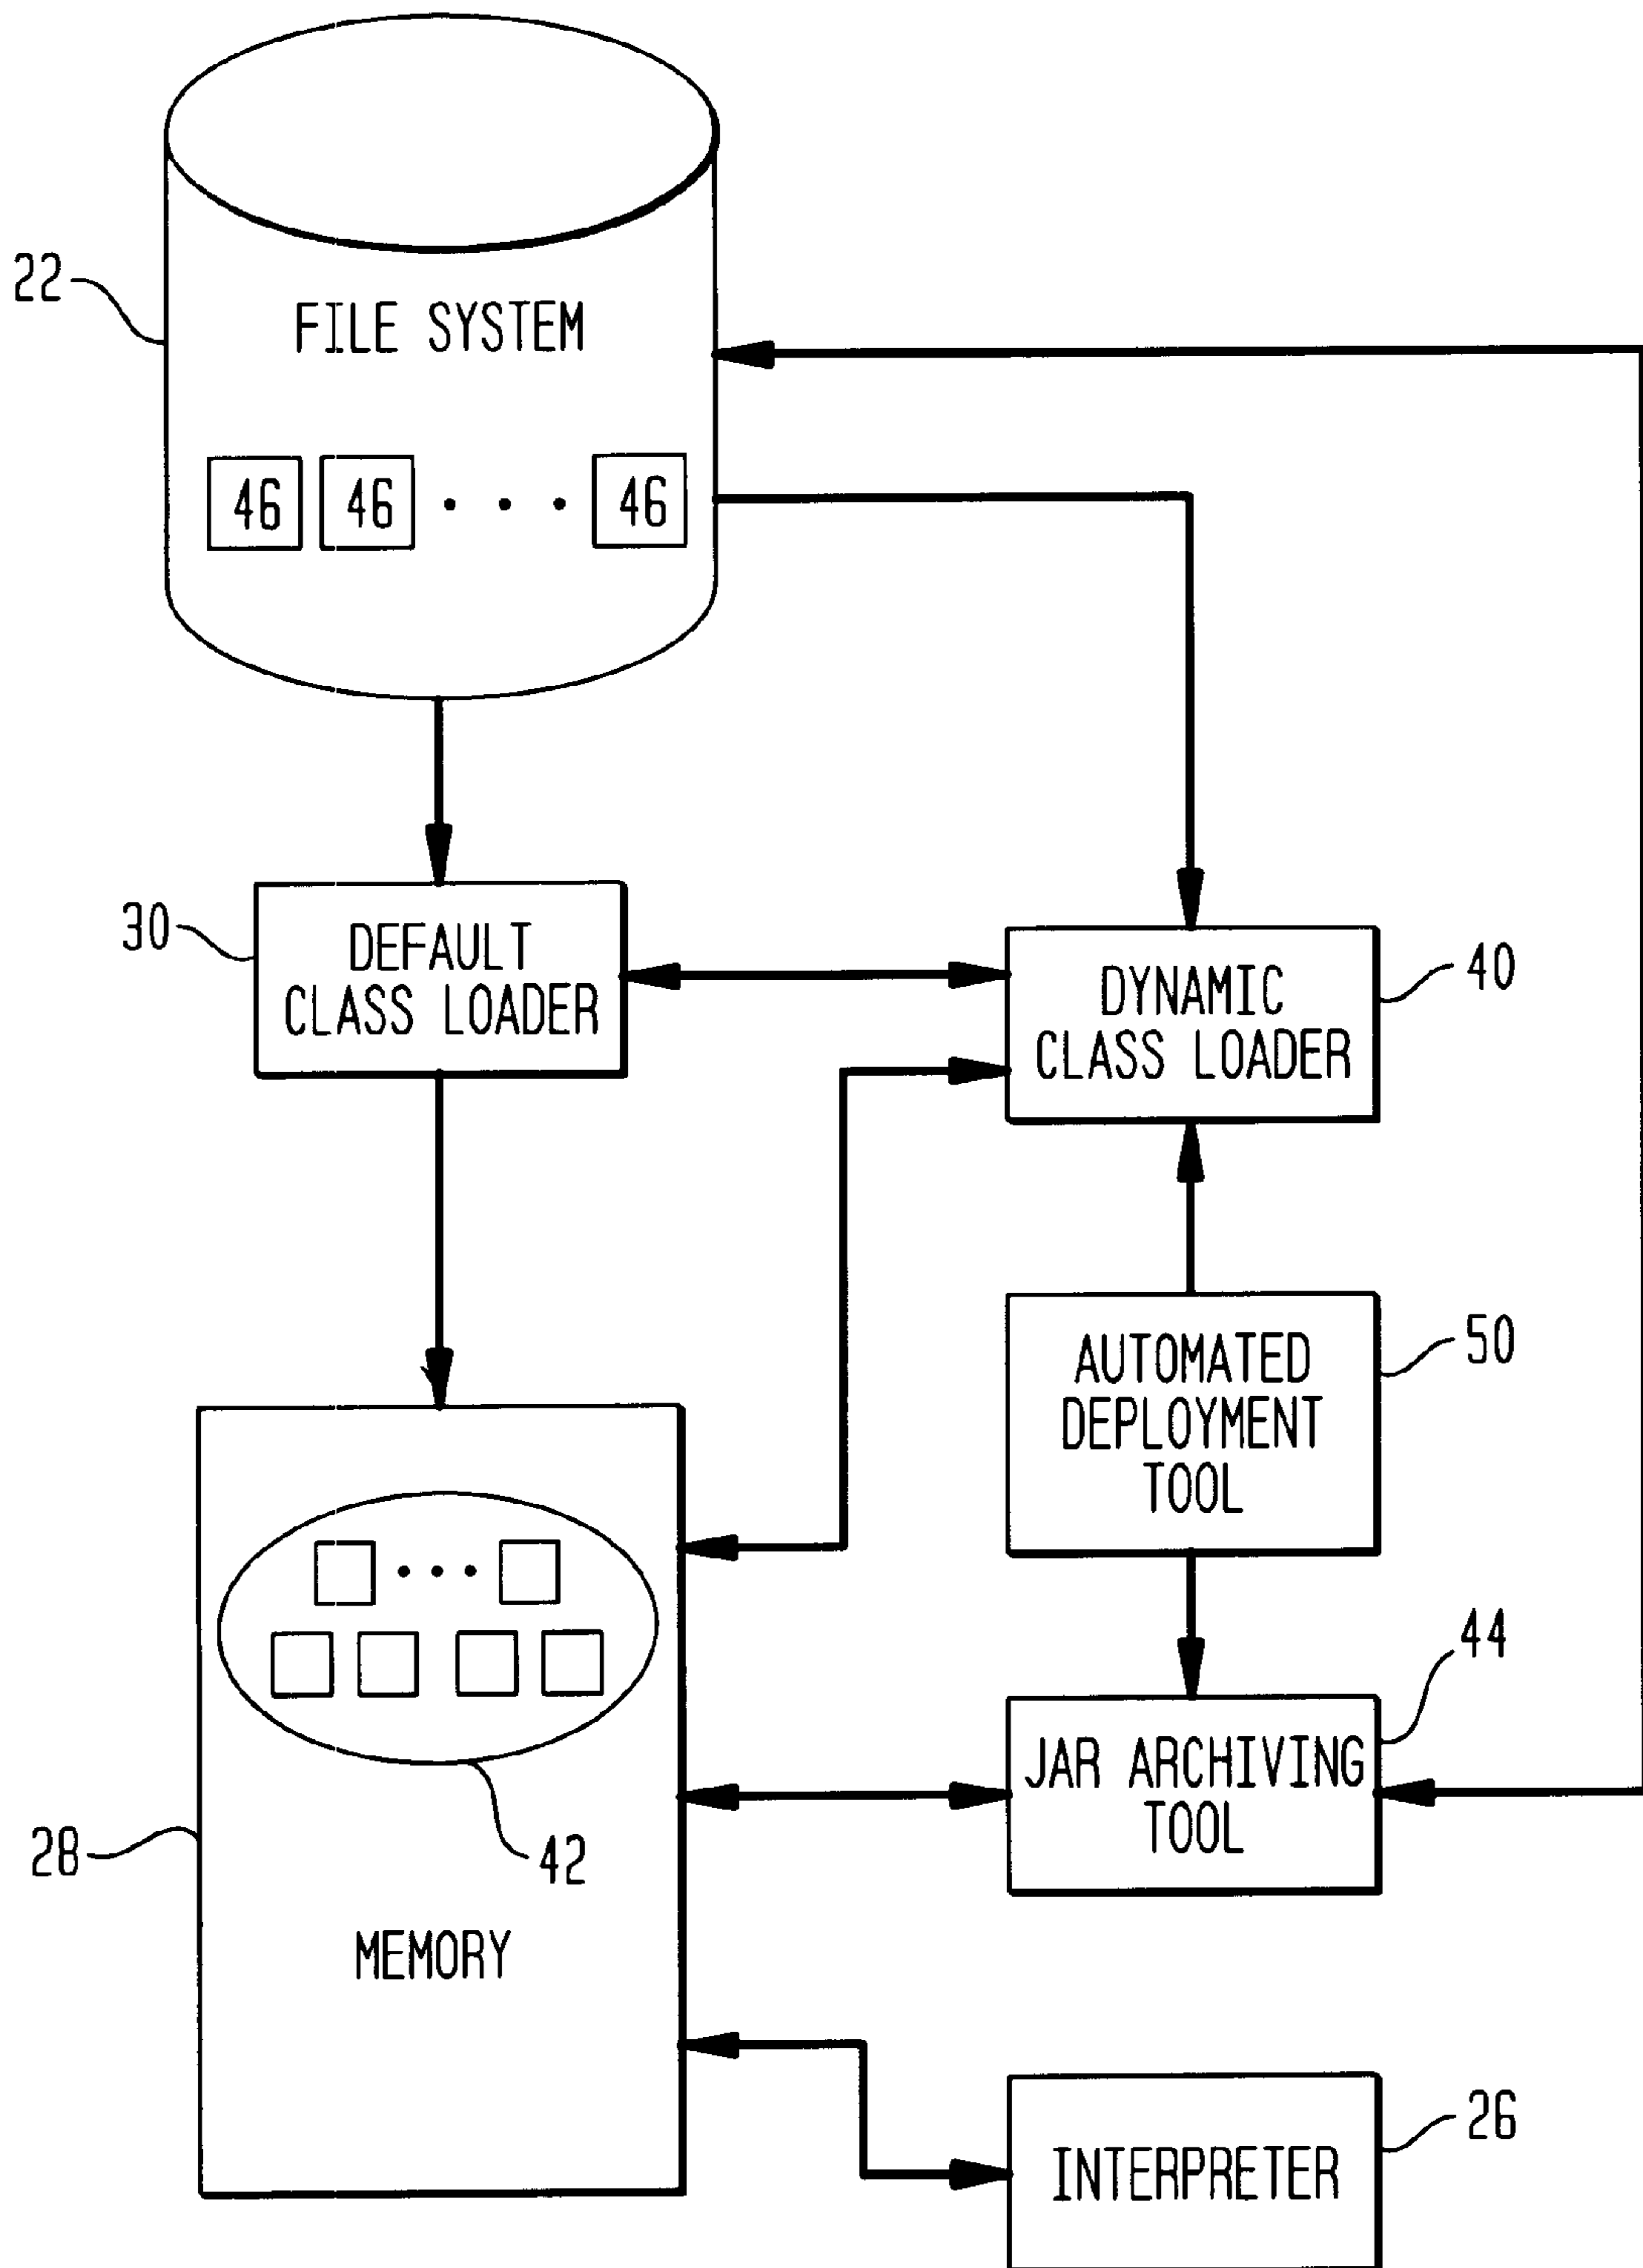 22
FILE SYSTEM
46 46 46
30
DEFAULT
CLASS LOADER
DYNAMIC
CLASS LOADER
40
AUTOMATED
DEPLOYMENT
TOOL
50
44
JAR ARCHIVING
TOOL
28
42
MEMORY
INTERPRETER
26